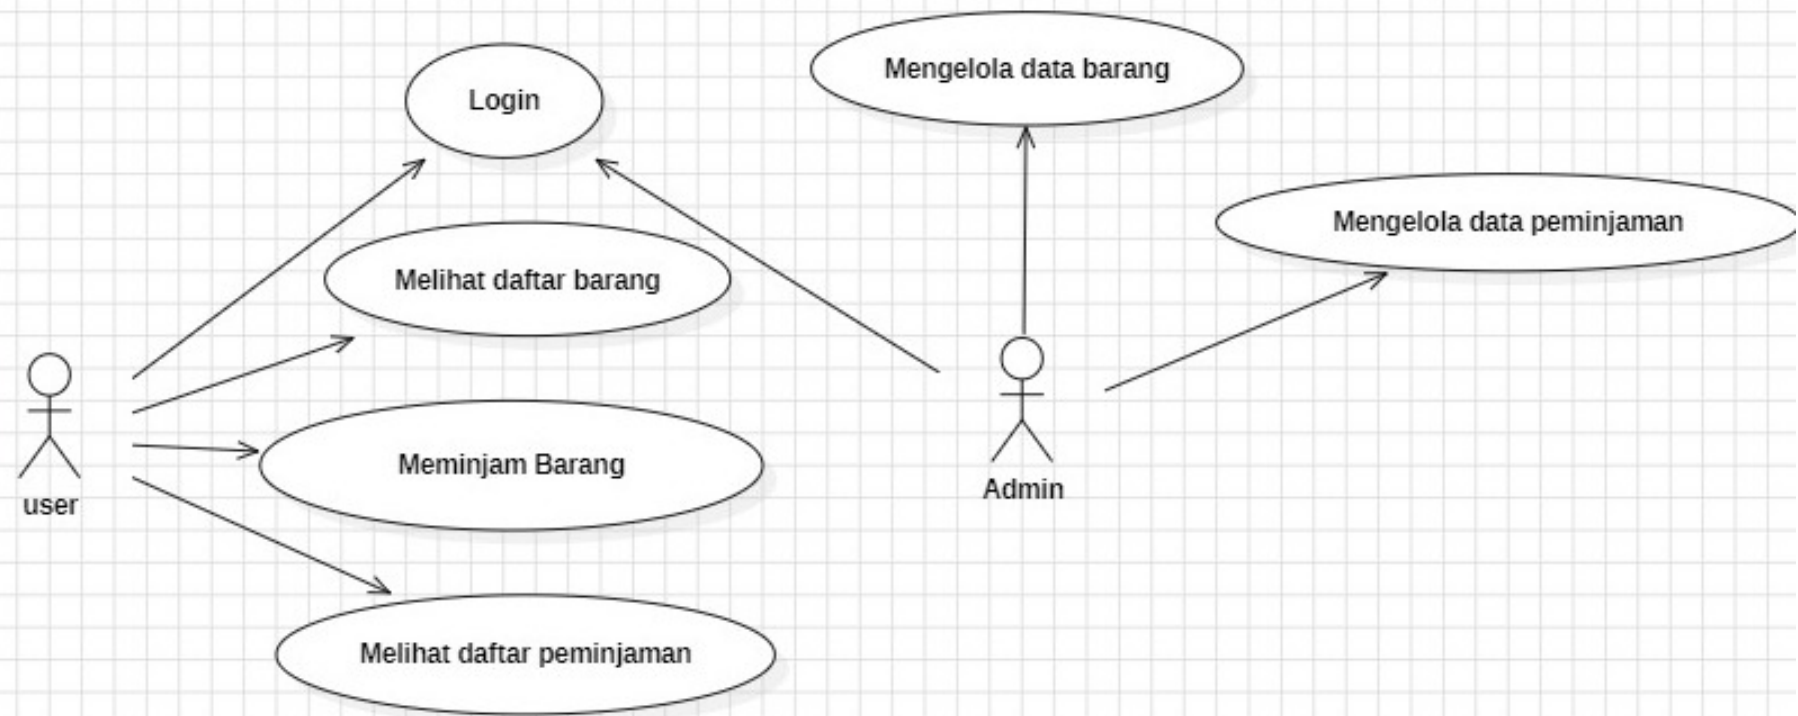 Mengelola data barang
Login
Mengelola data peminjaman
Melihat daftar barang
Meminjam Barang
user
Admin
Melihat daftar peminjaman